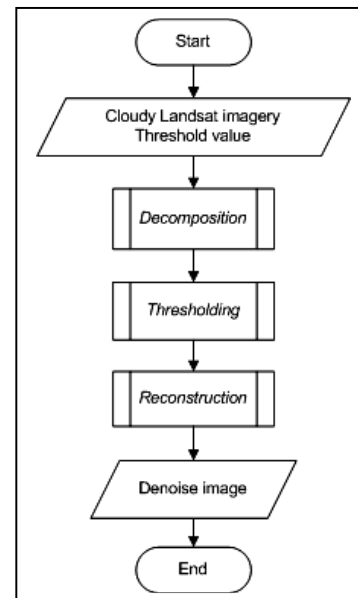 Start
Cloudy Landsat imagery
Threshold value
Decomposition
Thresholding
Reconstruction
Denoise image
End